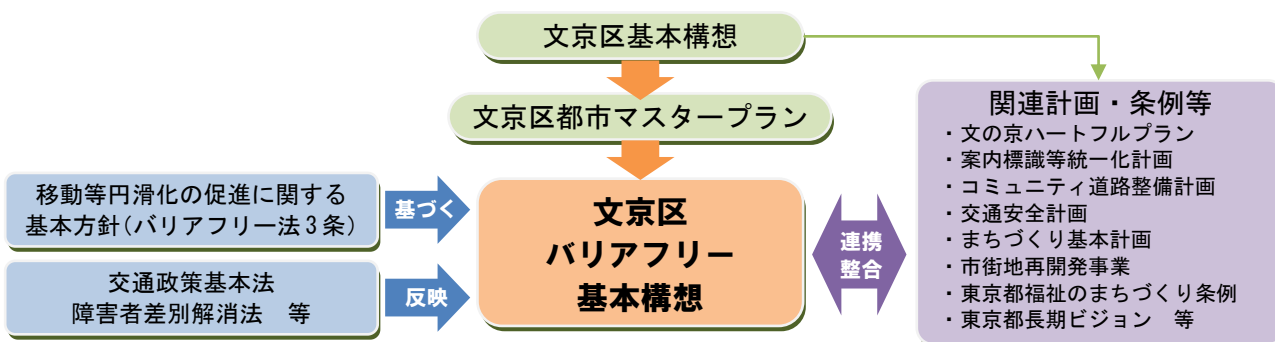 文京区基本構想
文京区都市マスタープラン
移動等円滑化の促進に関する
基本方針(バリアフリー法3条)
基づく
交通政策基本法
障害者差別解消法　等
反映
文京区
バリアフリー
基本構想
連携
整合
関連計画・条例等
・文の京ハートフルプラン
・案内標識等統一化計画
・コミュニティ道路整備計画
・交通安全計画
・まちづくり基本計画
・市街地再開発事業
・東京都福祉のまちづくり条例
・東京都長期ビジョン　等